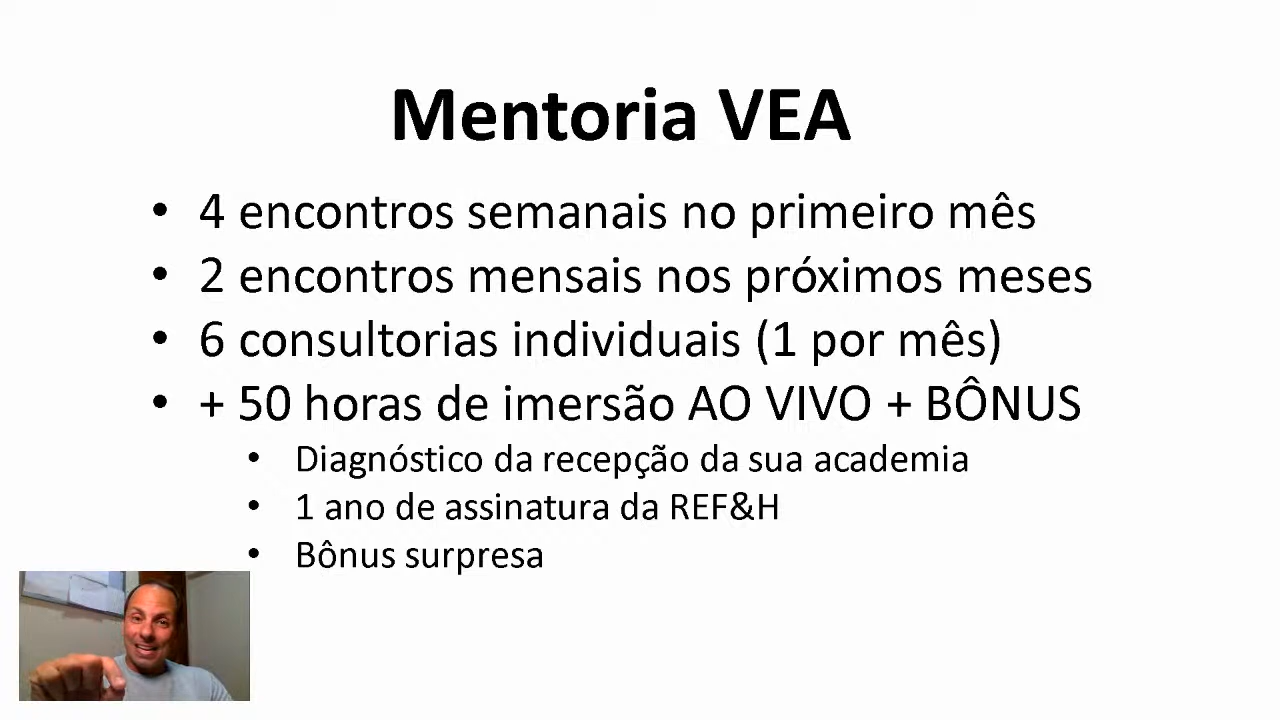 Mentoria VEA
• 4 encontros semanais no primeiro mês
• 2 encontros mensais nos próximos meses
• 6 consultorias individuais (1 por mês)
• + 50 horas de imersão AO VIVO + BÔNUS
• Diagnóstico da recepção da sua academia
• 1 ano de assinatura da REF&H
• Bônus surpresa